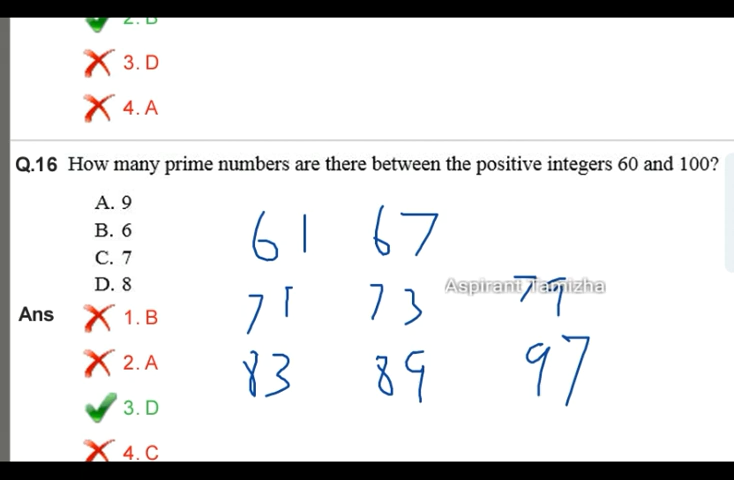 2. D
3. D
4. A
Q.16 How many prime numbers are there between the positive integers 60 and 100?
A. 9
B. 6
C. 7
D. 8
61 67
71 73 79
83 89 97
Aspirant Tamizha
Ans
1. B
2. A
3. D
4. C